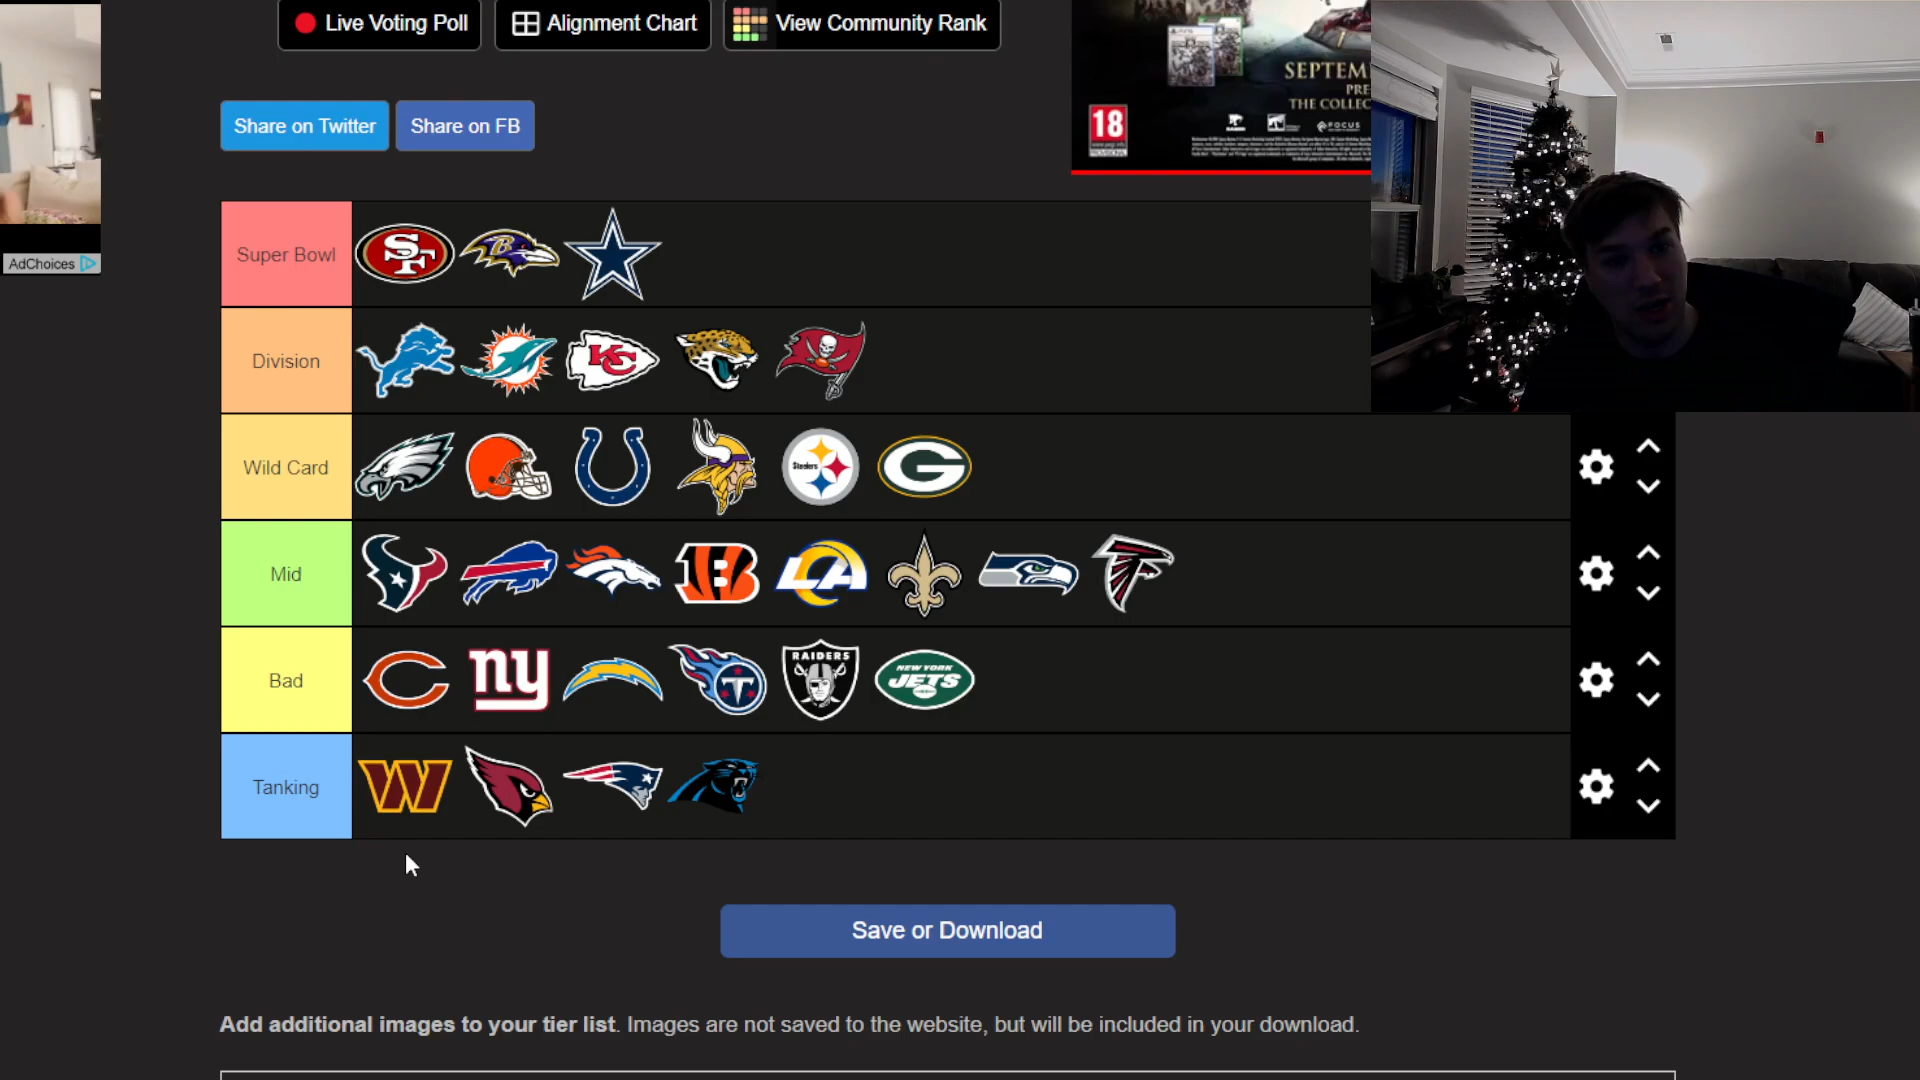 Live Voting Poll
Alignment Chart
View Community Rank
Share on Twitter
Share on FB
AdChoices
18
SEPTEM
PRE
THE COLLEC
FOCUS
Super Bowl
SF
B
Division
KC
Wild Card
Steelers
G
Mid
B
LA
Bad
C
ny
T
RAIDERS
NEW YORK
JETS
Tanking
W
Save or Download
Add additional images to your tier list. Images are not saved to the website, but will be included in your download.